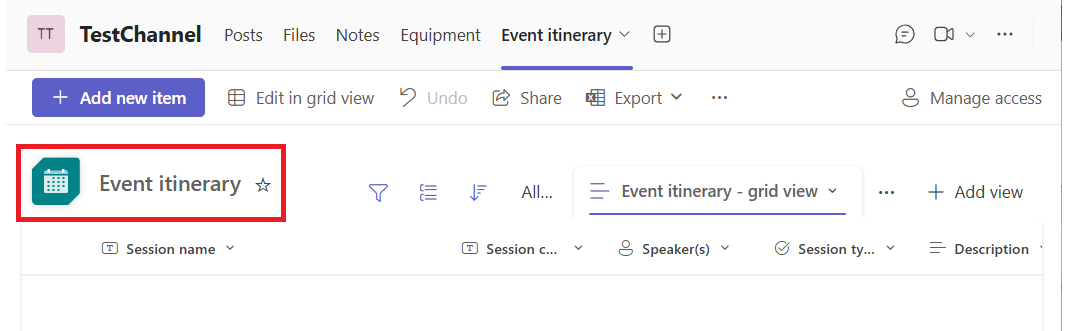 TT TestChannel Posts Files Notes Equipment Event itinerary
Add new item Edit in grid view Undo Share Export Manage access
Event itinerary All... Event itinerary - grid view Add view
Session name Session c... Speaker(s) Session ty... Description